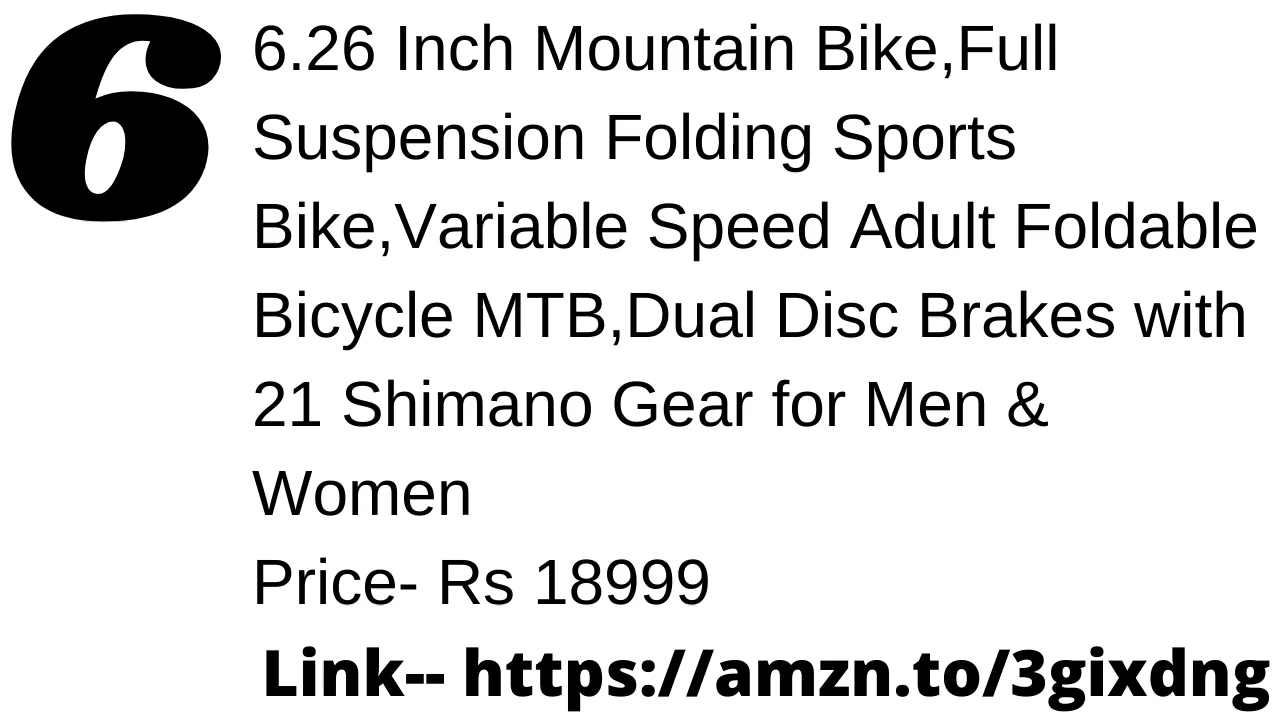 6
6.26 Inch Mountain Bike,Full
Suspension Folding Sports
Bike,Variable Speed Adult Foldable
Bicycle MTB,Dual Disc Brakes with
21 Shimano Gear for Men &
Women
Price- Rs 18999
Link-- https://amzn.to/3gixdng